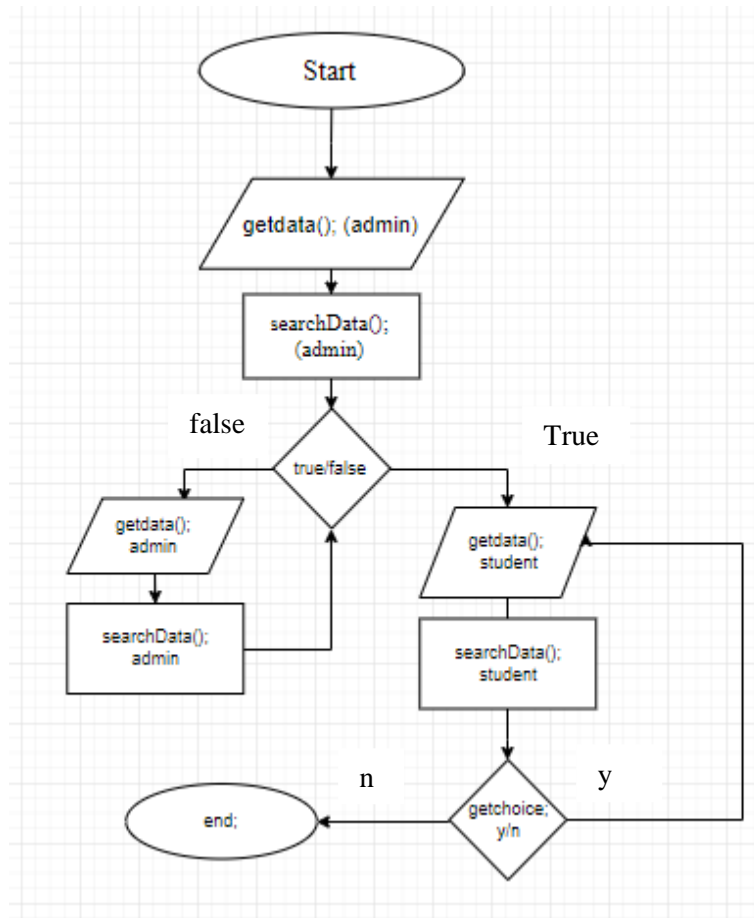 Start
getdata(); (admin)
searchData();
(admin)
false
True
true/false
getdata();
admin
getdata();
student
searchData();
admin
searchData();
student
n
y
getchoice;
y/n
end;